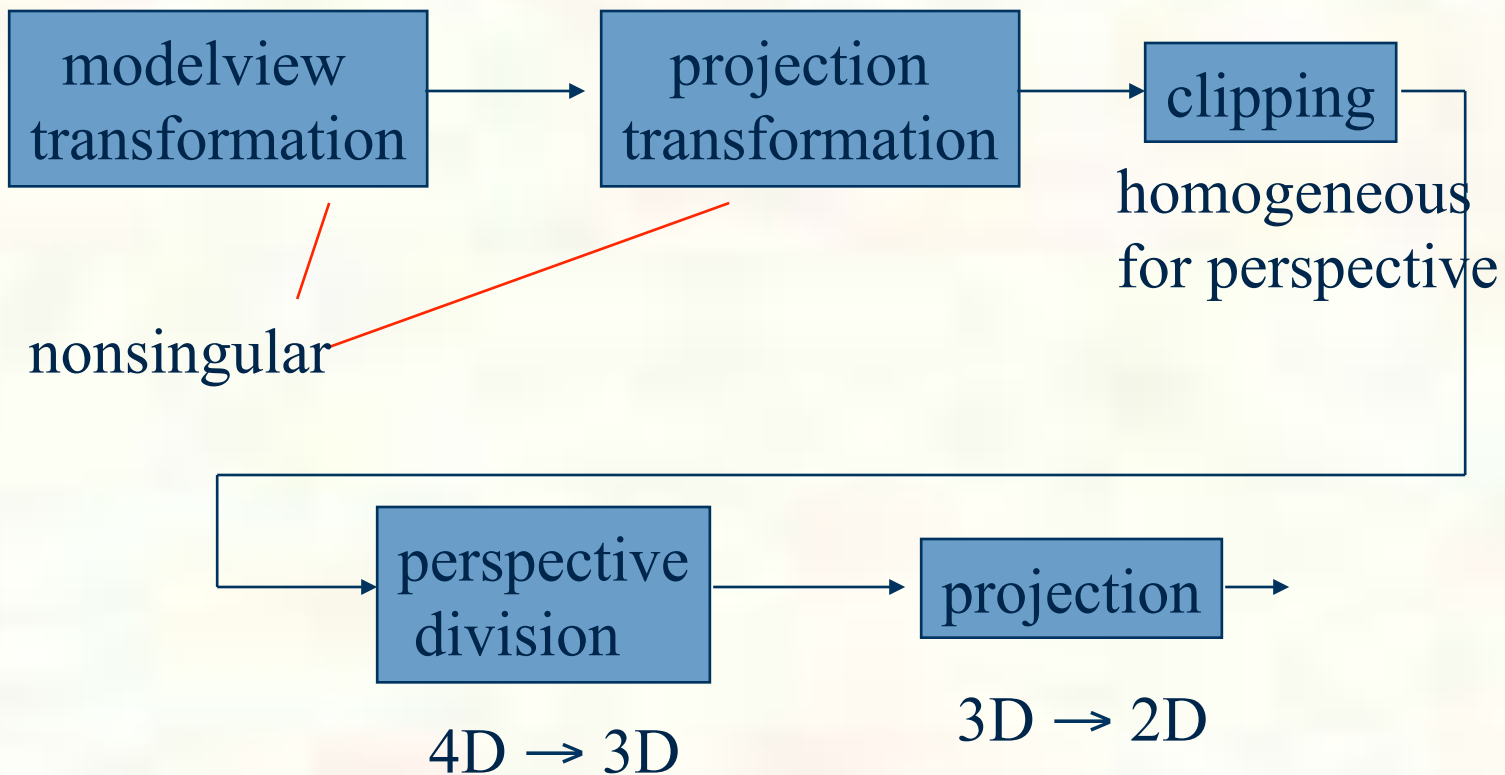 modelview
transformation
projection
transformation
clipping
homogeneous
for perspective
nonsingular
perspective
division
projection
4D → 3D
3D → 2D